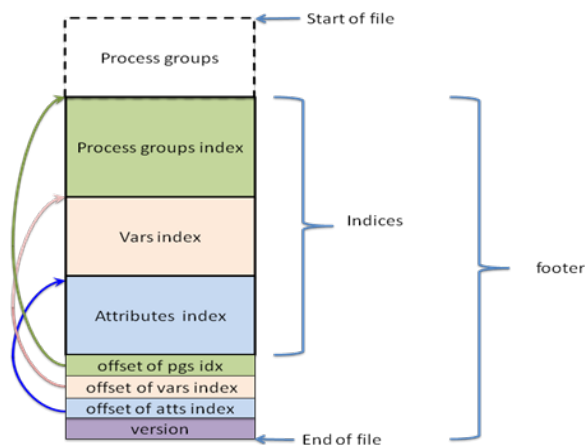 Start of file
Process groups
Process groups index
Vars index
Indices
footer
Attributes index
offset of pgs idx
offset of vars index
offset of atts index
version
End of file